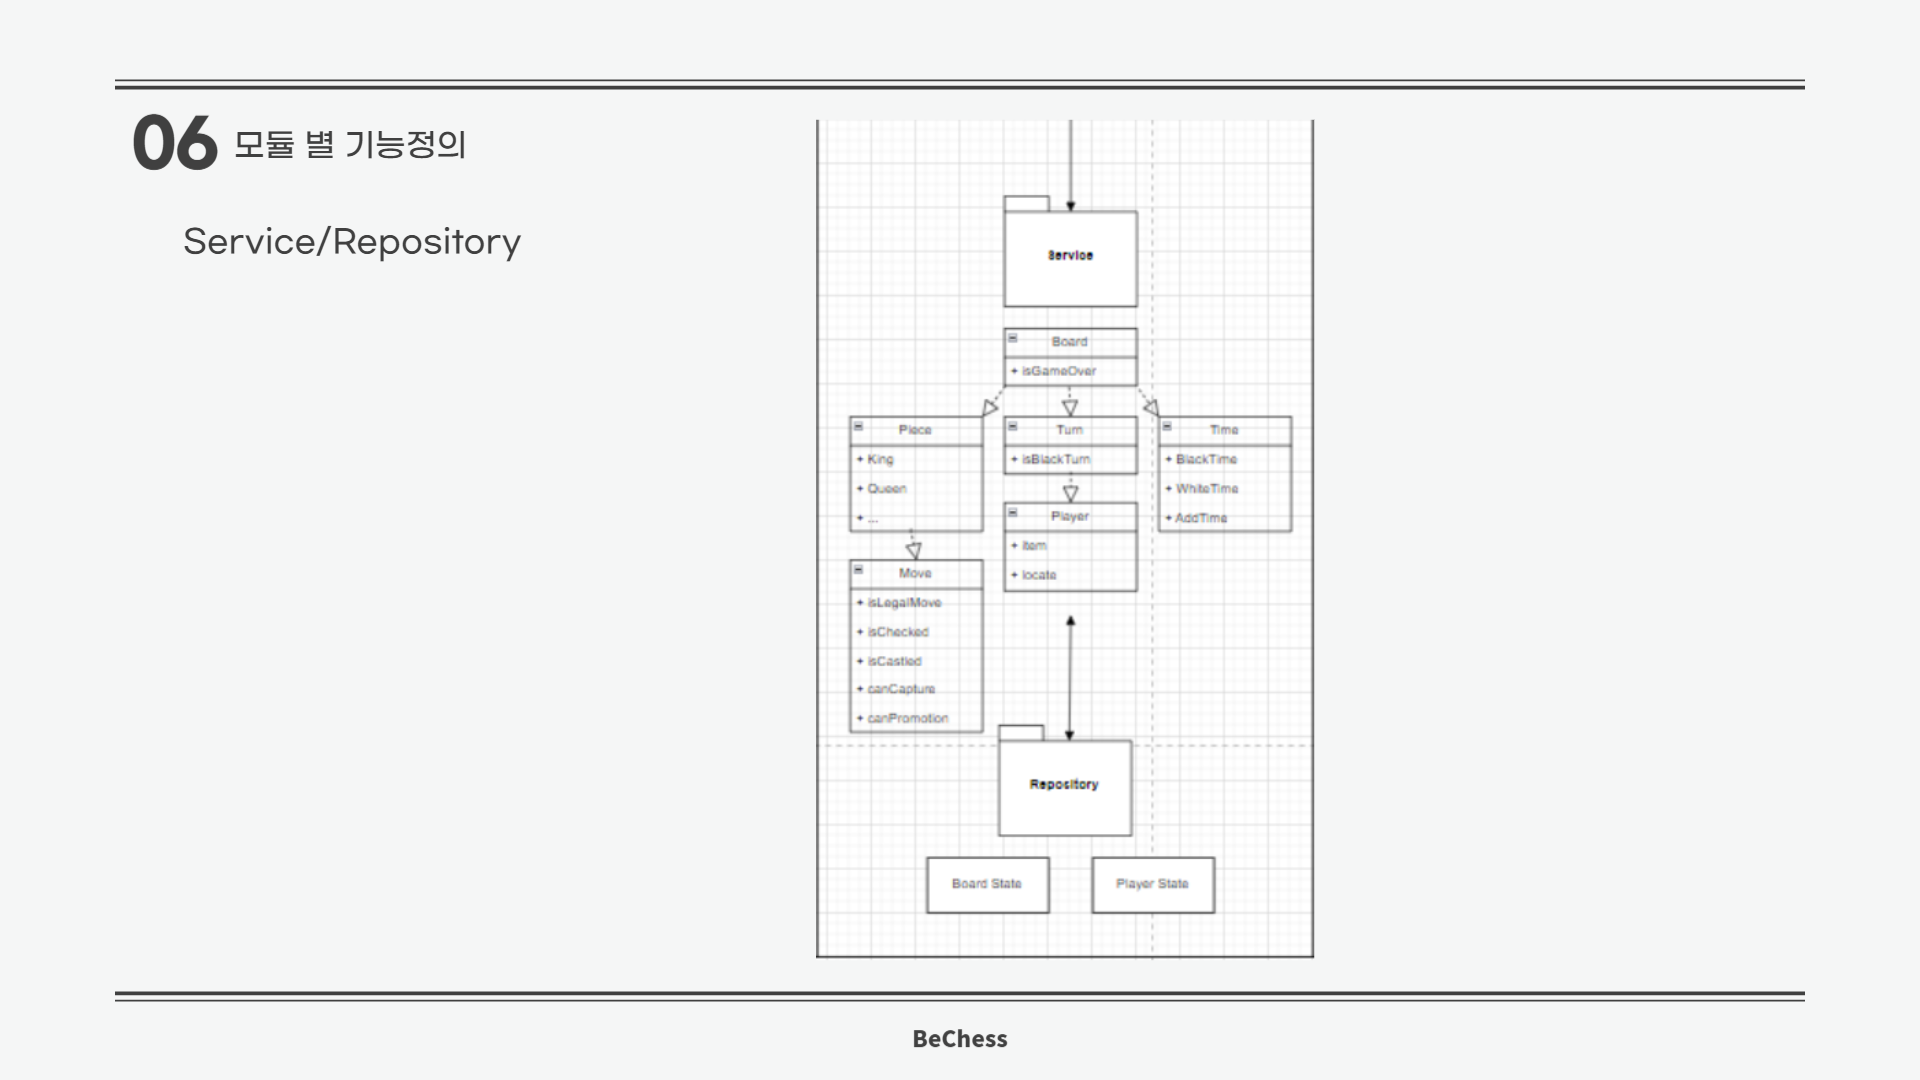 06 모듈 별 기능정의
Service/Repository
Service
Board
+ isGameOver
Piece
+ King
+ Queen
+ ...
Turn
+ isBlackTurn
Time
+ BlackTime
+ WhiteTime
+ AddTime
Player
+ item
+ locate
Move
+ isLegalMove
+ isChecked
+ isCastled
+ canCapture
+ canPromotion
Repository
Board State
Player State
BeChess